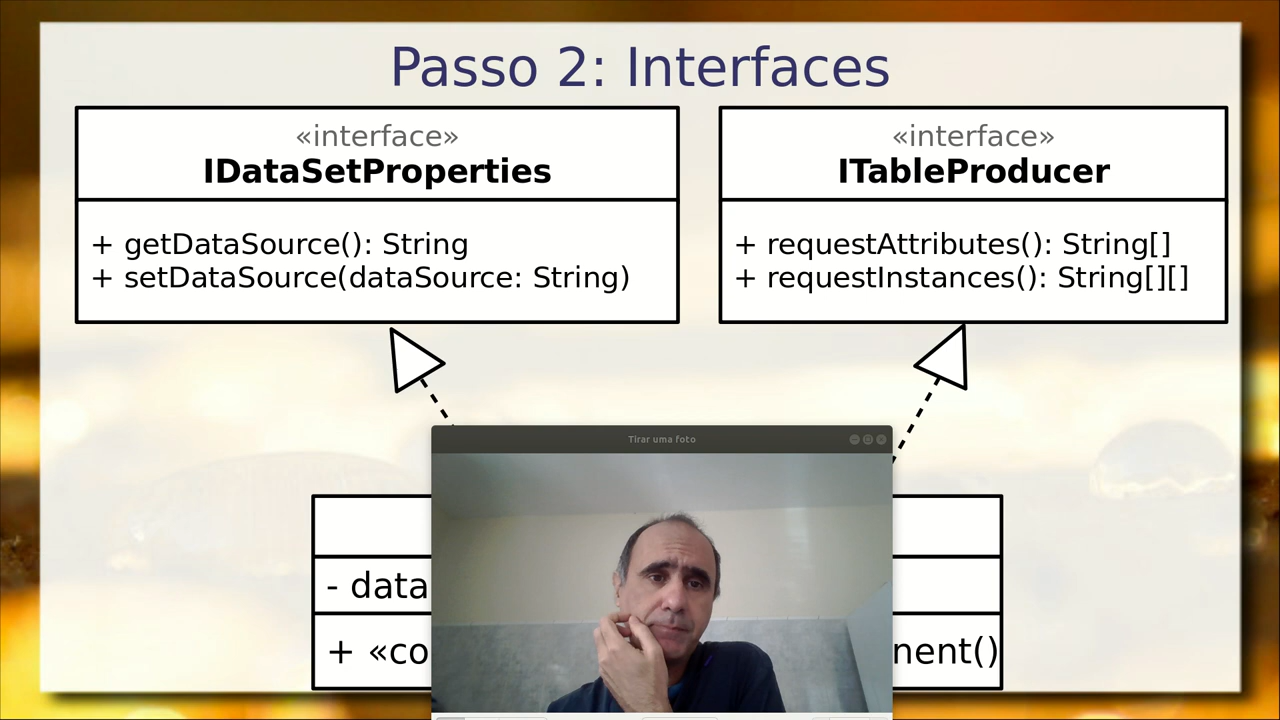 Passo 2: Interfaces
«interface»
IDataSetProperties
+ getDataSource(): String
+ setDataSource(dataSource: String)
«interface»
ITableProducer
+ requestAttributes(): String[]
+ requestInstances(): String[][]
Tirar uma foto
- data
+ «co
nent()